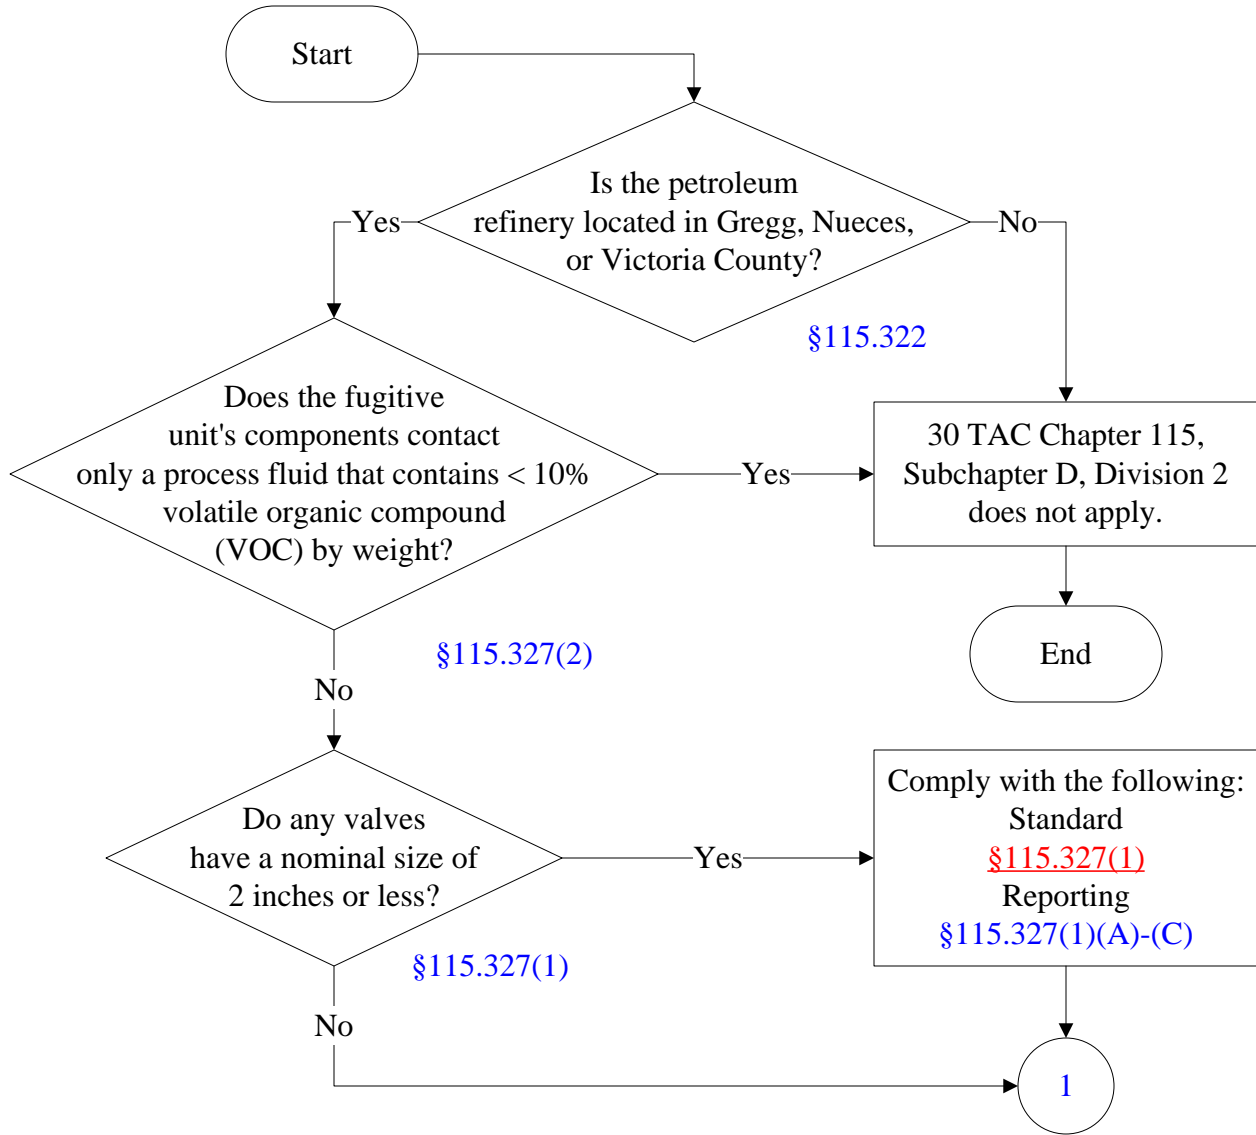 Start
Is the petroleum
refinery located in Gregg, Nueces,
or Victoria County?
Yes
No
§115.322
Does the fugitive
unit's components contact
only a process fluid that contains < 10%
volatile organic compound
(VOC) by weight?
Yes
30 TAC Chapter 115,
Subchapter D, Division 2
does not apply.
End
§115.327(2)
No
Do any valves
have a nominal size of
2 inches or less?
Yes
Comply with the following:
Standard
§115.327(1)
Reporting
§115.327(1)(A)-(C)
§115.327(1)
No
1